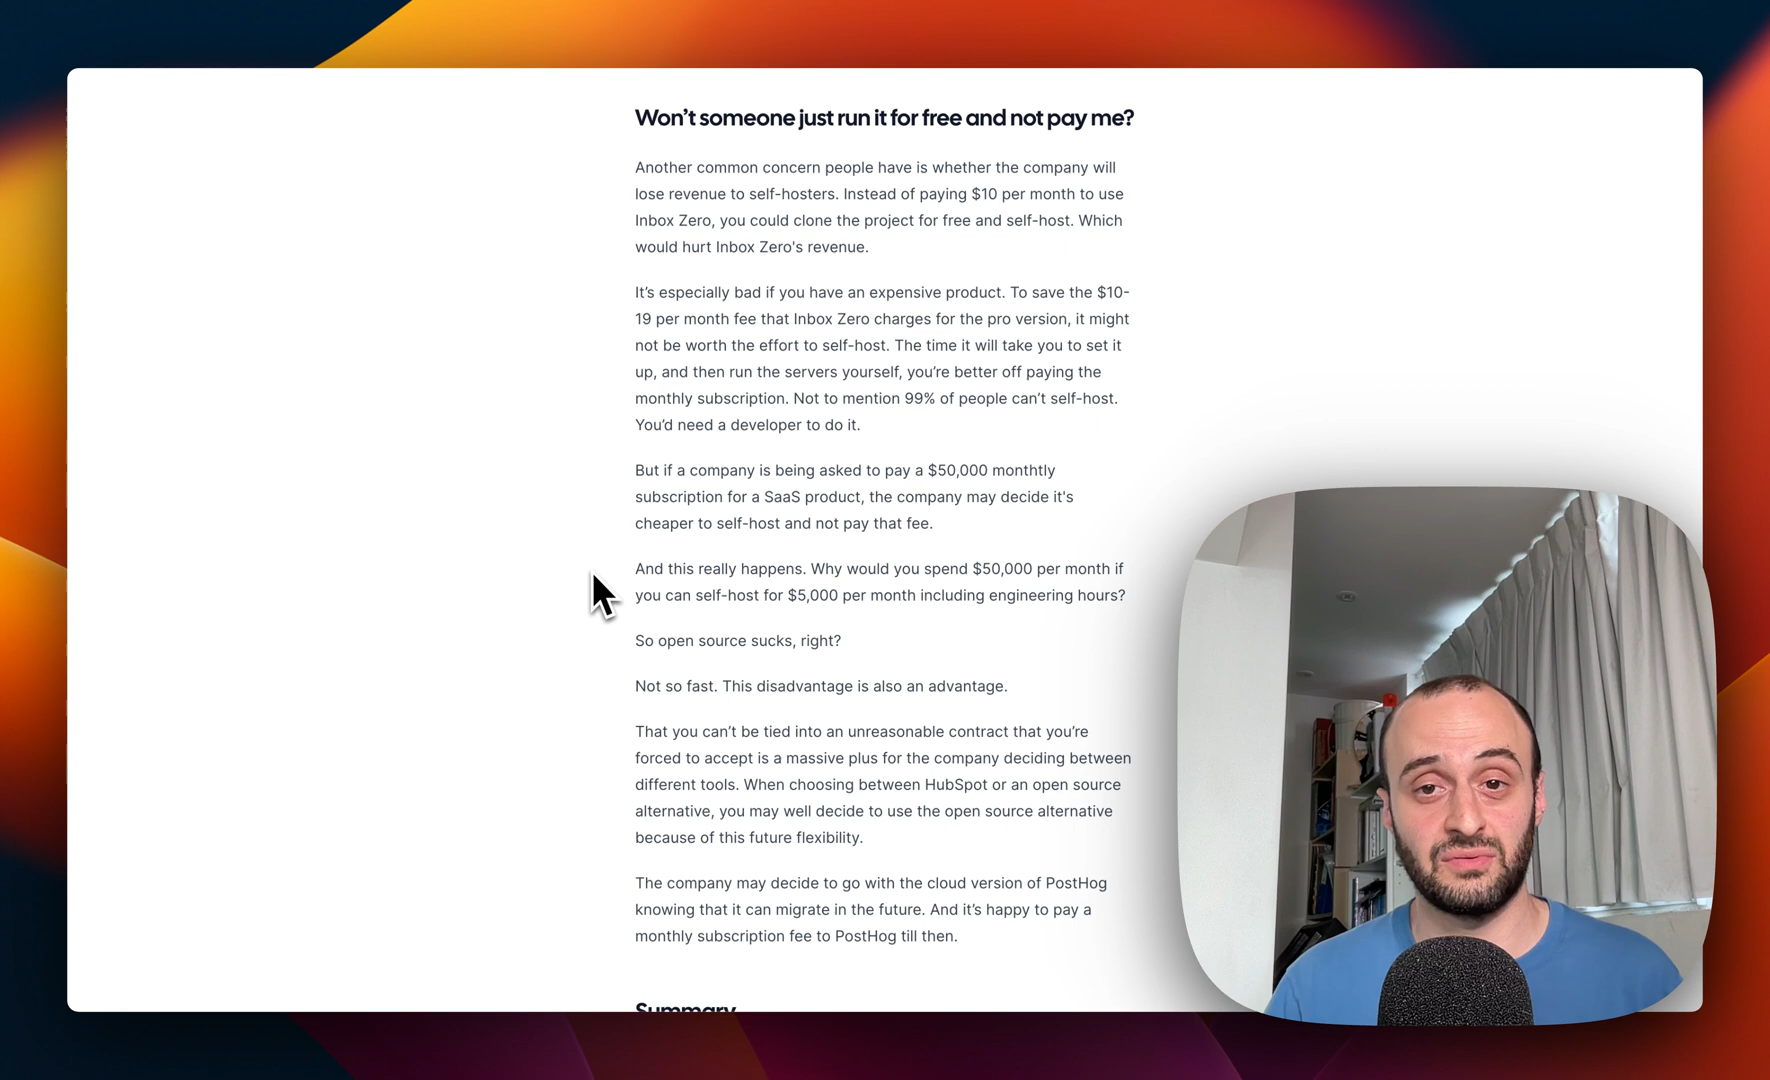 Won’t someone just run it for free and not pay me?
Another common concern people have is whether the company will
lose revenue to self-hosters. Instead of paying $10 per month to use
Inbox Zero, you could clone the project for free and self-host. Which
would hurt Inbox Zero's revenue.
It’s especially bad if you have an expensive product. To save the $10-
19 per month fee that Inbox Zero charges for the pro version, it might
not be worth the effort to self-host. The time it will take you to set it
up, and then run the servers yourself, you’re better off paying the
monthly subscription. Not to mention 99% of people can’t self-host.
You’d need a developer to do it.
But if a company is being asked to pay a $50,000 monthtly
subscription for a SaaS product, the company may decide it's
cheaper to self-host and not pay that fee.
And this really happens. Why would you spend $50,000 per month if
you can self-host for $5,000 per month including engineering hours?
So open source sucks, right?
Not so fast. This disadvantage is also an advantage.
That you can’t be tied into an unreasonable contract that you’re
forced to accept is a massive plus for the company deciding between
different tools. When choosing between HubSpot or an open source
alternative, you may well decide to use the open source alternative
because of this future flexibility.
The company may decide to go with the cloud version of PostHog
knowing that it can migrate in the future. And it’s happy to pay a
monthly subscription fee to PostHog till then.
Summary